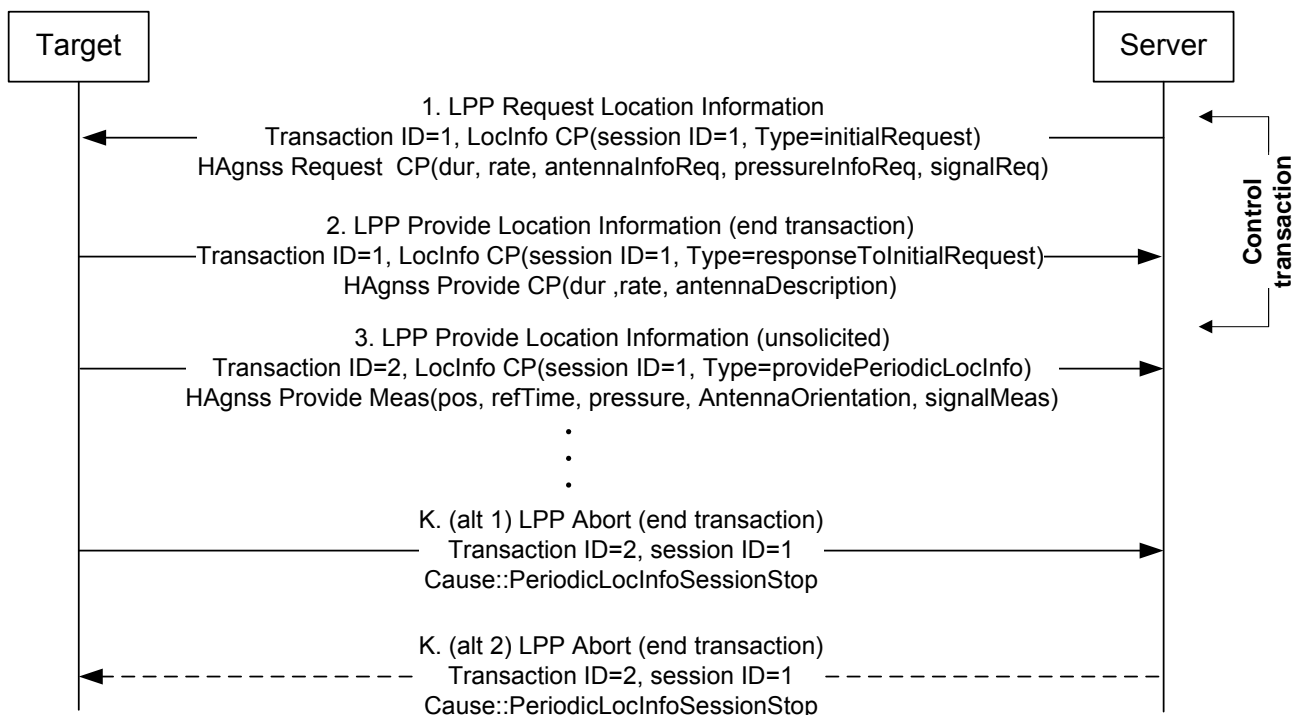 Target
Server
1. LPP Request Location Information
Transaction ID=1, LocInfo CP(session ID=1, Type=initialRequest)
HAgnss Request CP(dur, rate, antennaInfoReq, pressureInfoReq, signalReq)
Control
transaction
2. LPP Provide Location Information (end transaction)
Transaction ID=1, LocInfo CP(session ID=1, Type=responseToInitialRequest)
HAgnss Provide CP(dur ,rate, antennaDescription)
3. LPP Provide Location Information (unsolicited)
Transaction ID=2, LocInfo CP(session ID=1, Type=providePeriodicLocInfo)
HAgnss Provide Meas(pos, refTime, pressure, AntennaOrientation, signalMeas)
.
.
.
K. (alt 1) LPP Abort (end transaction)
Transaction ID=2, session ID=1
Cause::PeriodicLocInfoSessionStop
K. (alt 2) LPP Abort (end transaction)
Transaction ID=2, session ID=1
Cause::PeriodicLocInfoSessionStop